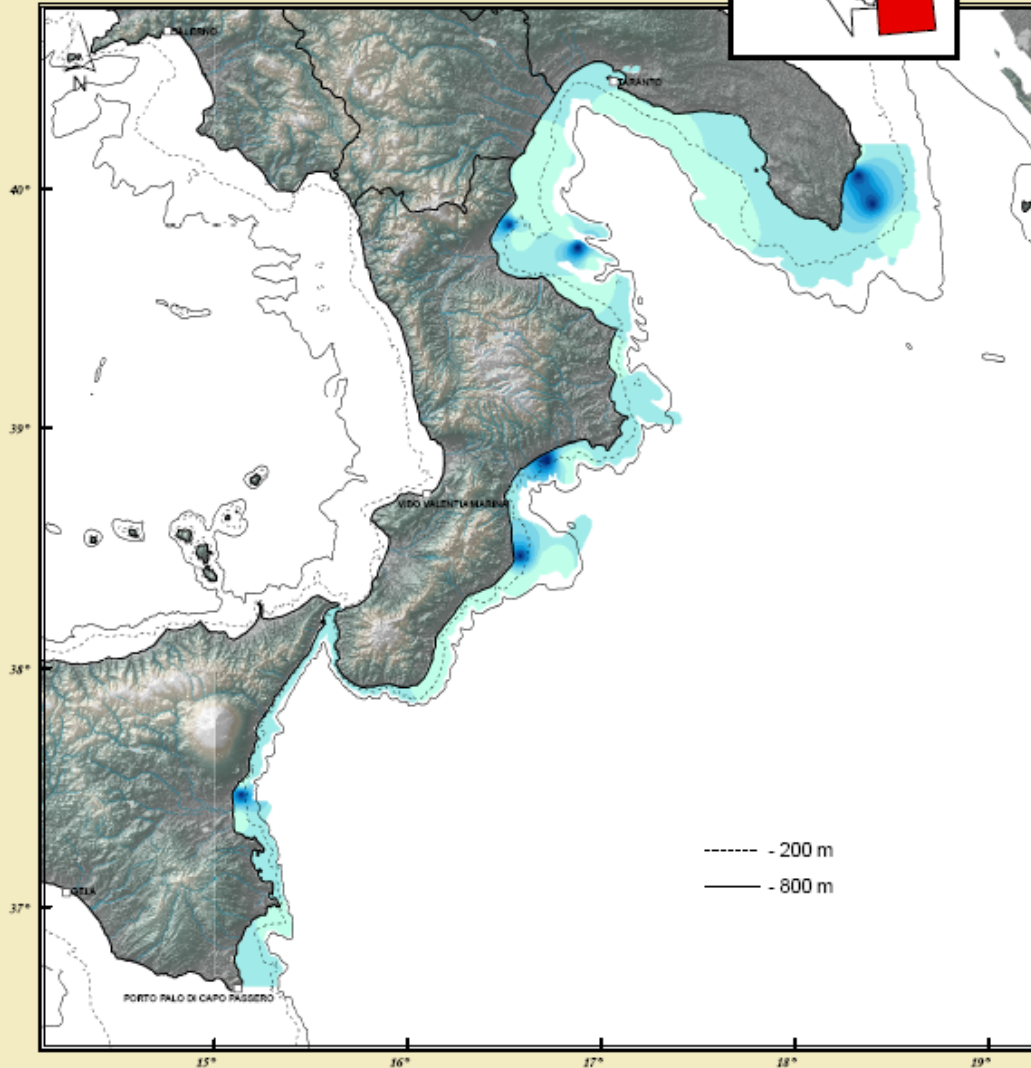 SALERNO
N
TARANTO
40°
39°
VIBO VALENTIA MARINA
38°
- 200 m
- 800 m
GELA
37°
PORTO PALO DI CAPO PASSERO
15°
16°
17°
18°
19°